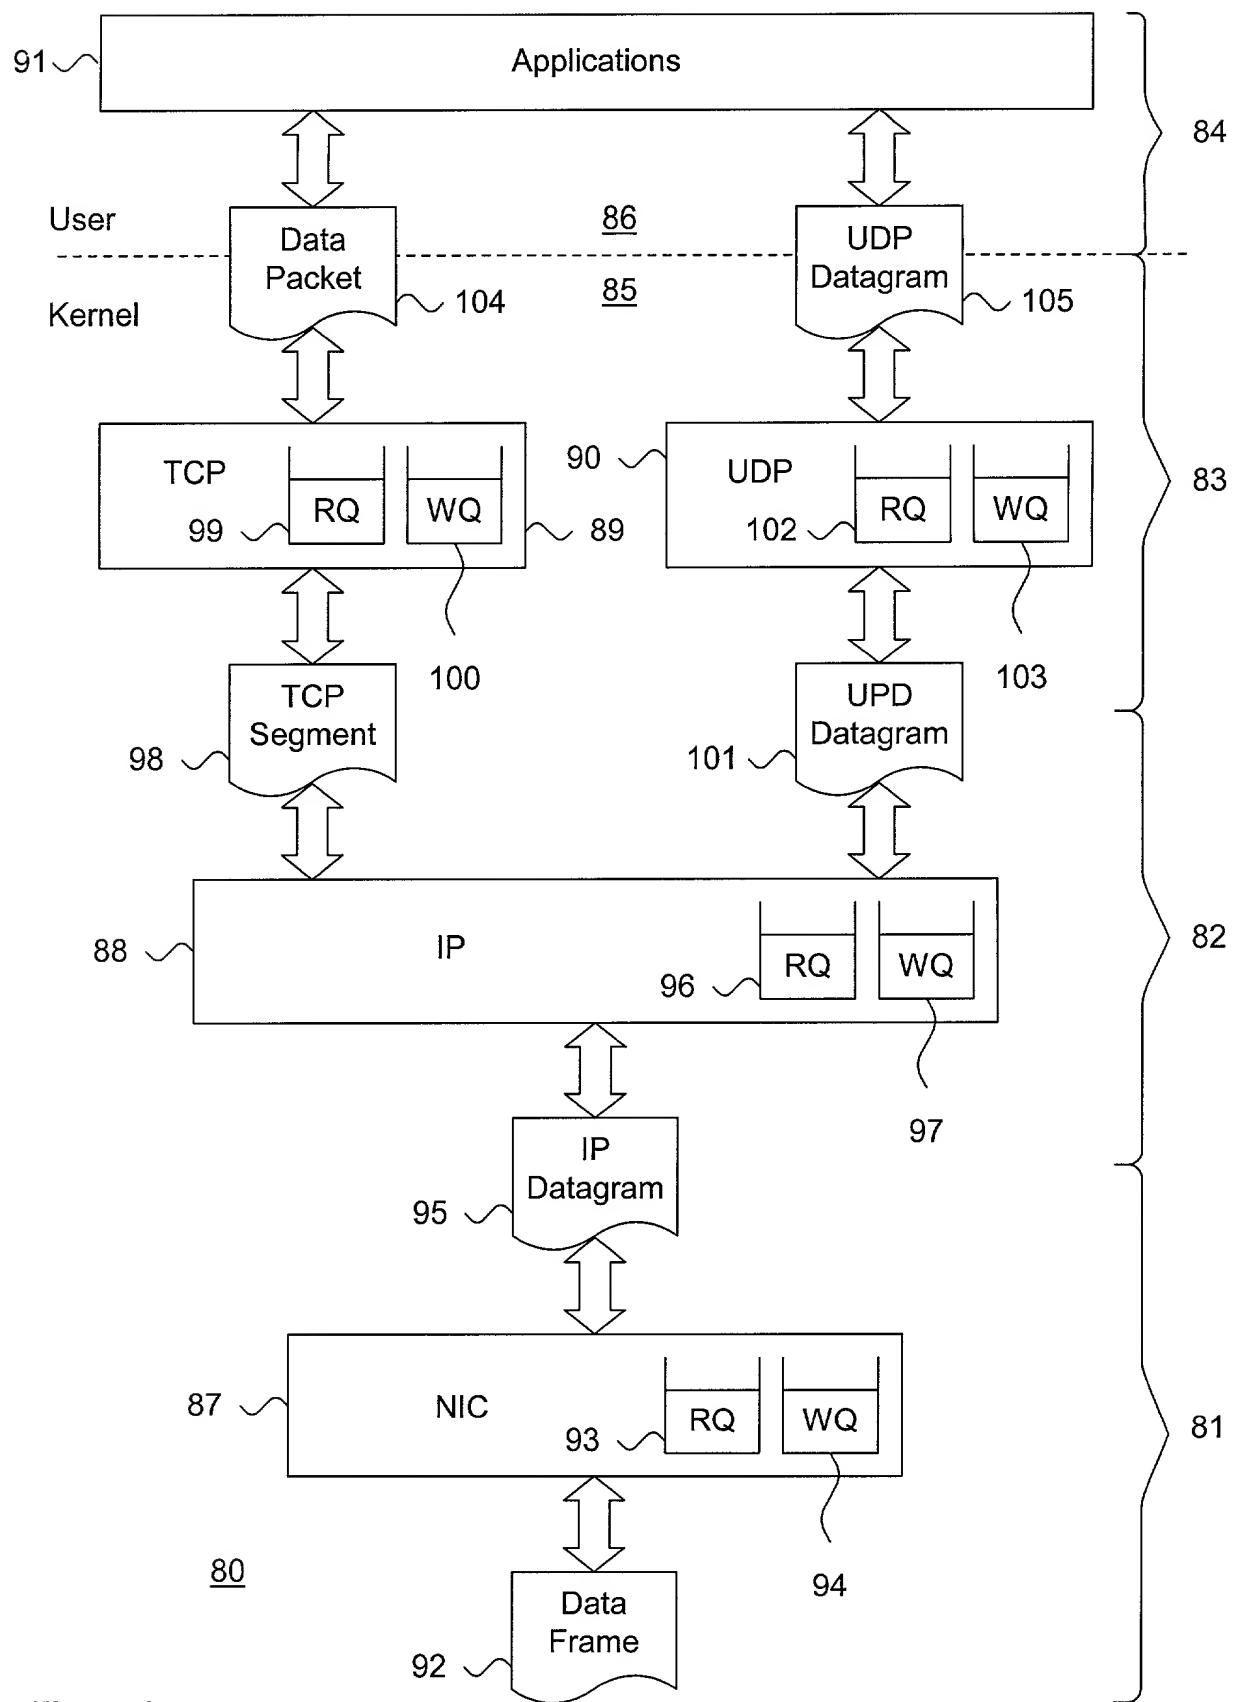 91
Applications
84
User
86
Data
Packet
UDP
Datagram
Kernel
85
104
105
TCP
RQ
WQ
99
89
90
UDP
RQ
WQ
102
83
100
103
TCP
Segment
98
UPD
Datagram
101
88
IP
RQ
WQ
96
82
97
IP
Datagram
95
87
NIC
RQ
WQ
93
81
94
80
Data
Frame
92